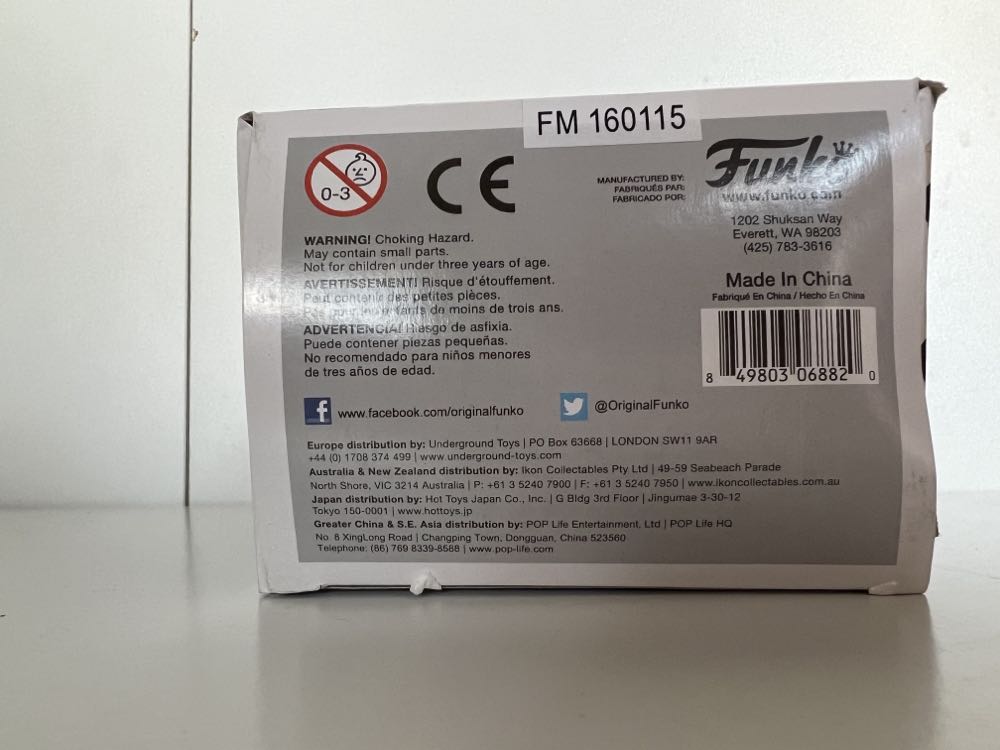 FM 160115
0-3
CE
MANUFACTURED BY:
FABRIQUÉS PAR:
FABRICADO POR:
Funko
www.funko.com
1202 Shuksan Way
Everett, WA 98203
(425) 783-3616
WARNING! Choking Hazard.
May contain small parts.
Not for children under three years of age.
AVERTISSEMENT! Risque d'étouffement.
Peut contenir des petites pièces.
Pas pour les enfants de moins de trois ans.
ADVERTENCIA! Riesgo de asfixia.
Puede contener piezas pequeñas.
No recomendado para niños menores
de tres años de edad.
Made In China
Fabriqué En China / Hecho En China
8 49803 06882 0
f www.facebook.com/originalfunko
@OriginalFunko
Europe distribution by: Underground Toys | PO Box 63668 | LONDON SW11 9AR
+44 (0) 1708 374 499 | www.underground-toys.com
Australia & New Zealand distribution by: Ikon Collectables Pty Ltd | 49-59 Seabeach Parade
North Shore, VIC 3214 Australia | P: +61 3 5240 7900 | F: +61 3 5240 7950 | www.ikoncollectables.com.au
Japan distribution by: Hot Toys Japan Co., Inc. | G Bldg 3rd Floor | Jingumae 3-30-12
Tokyo 150-0001 | www.hottoys.jp
Greater China & S.E. Asia distribution by: POP Life Entertainment, Ltd | POP Life HQ
No. 8 XingLong Road | Changping Town, Dongguan, China 523560
Telephone: (86) 769 8339-8588 | www.pop-life.com